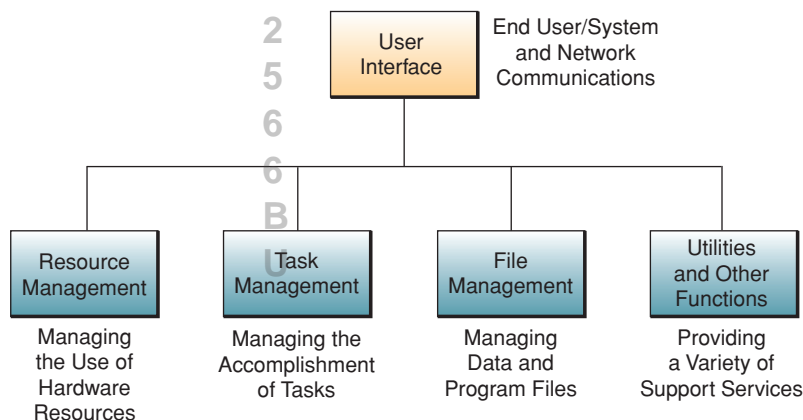 User
Interface
End User/System
and Network
Communications
2
5
6
6
B
U
Resource
Management
Task
Management
File
Management
Utilities
and Other
Functions
Managing
the Use of
Hardware
Resources
Managing the
Accomplishment
of Tasks
Managing
Data and
Program Files
Providing
a Variety of
Support Services